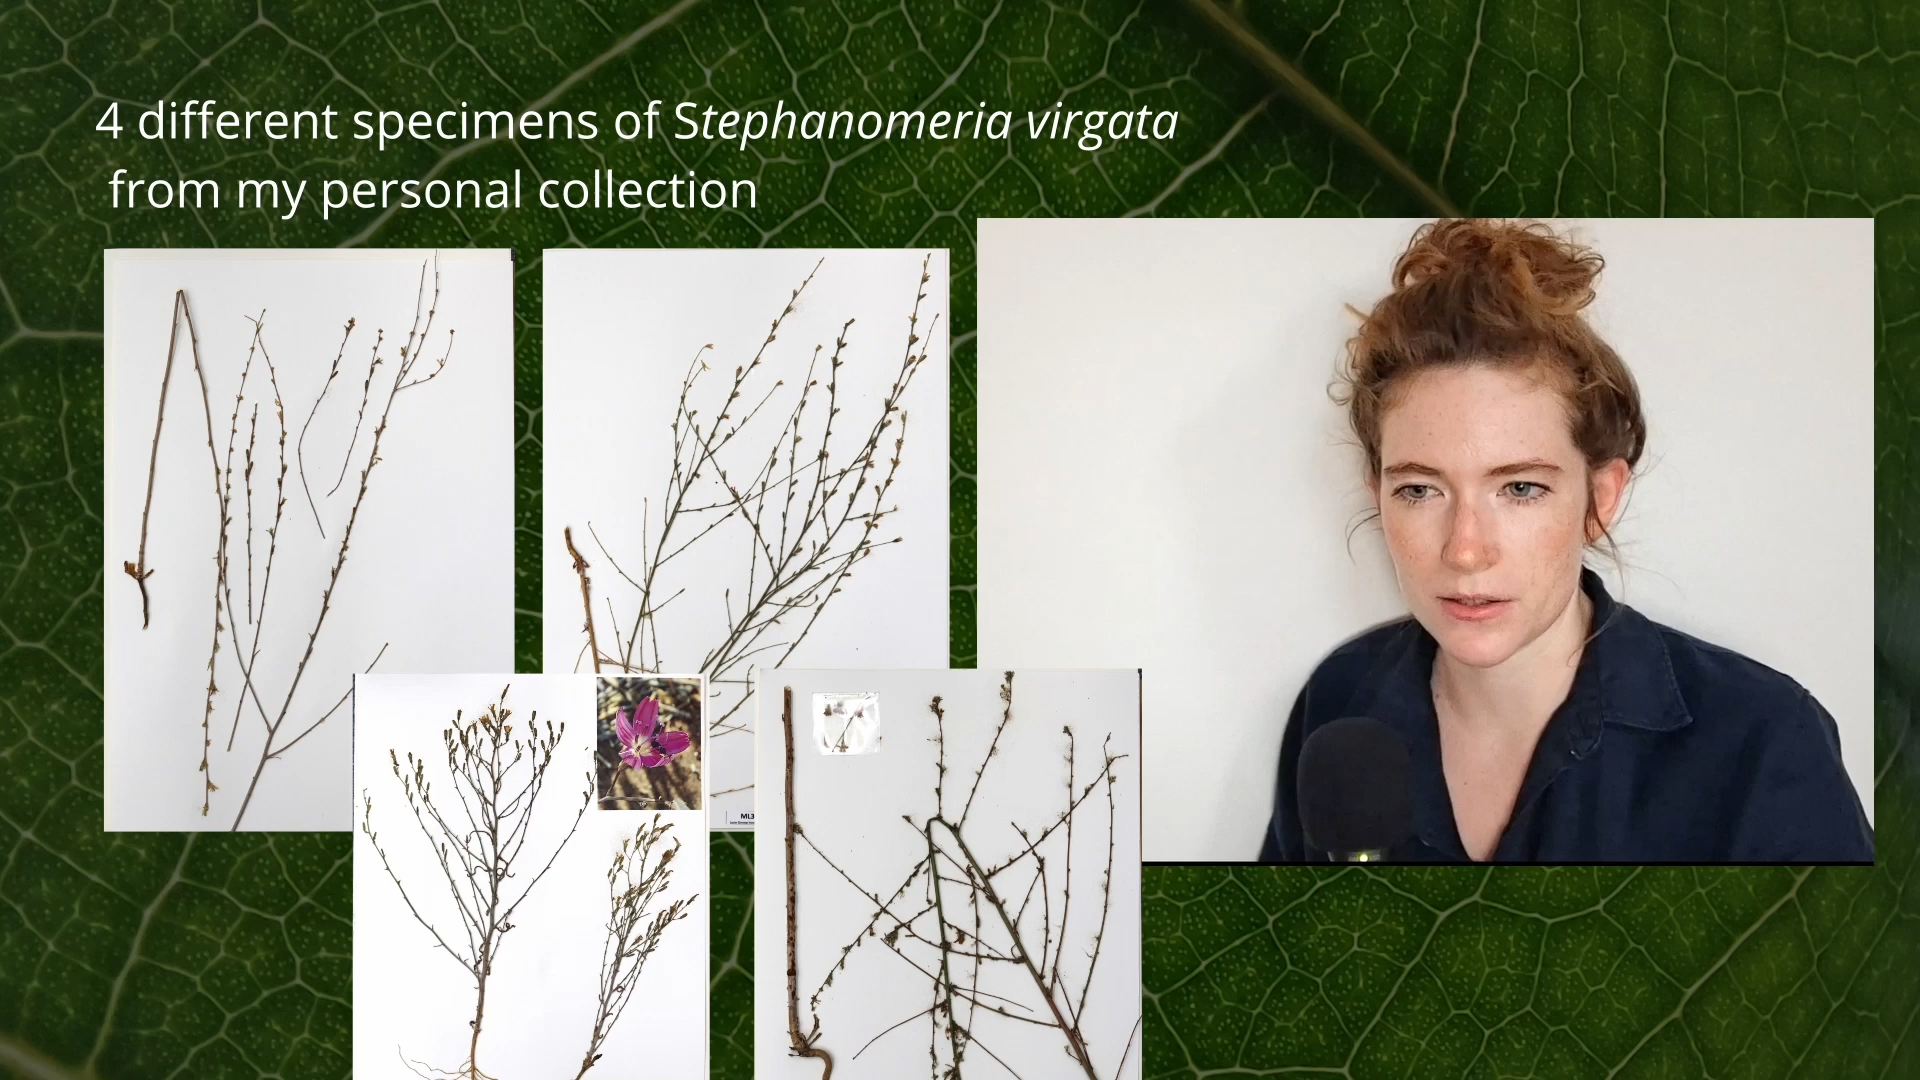 4 different specimens of Stephanomeria virgata
from my personal collection